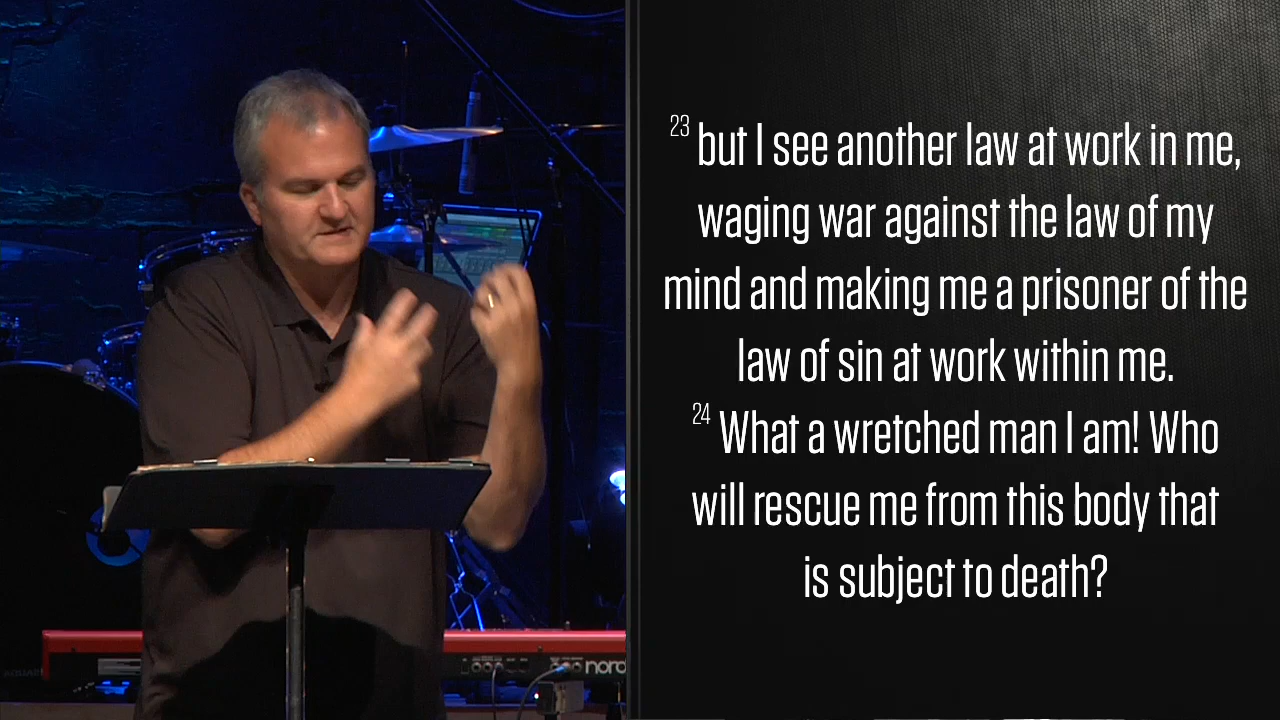 23 but I see another law at work in me,
waging war against the law of my
mind and making me a prisoner of the
law of sin at work within me.
24 What a wretched man I am! Who
will rescue me from this body that
is subject to death?
nord